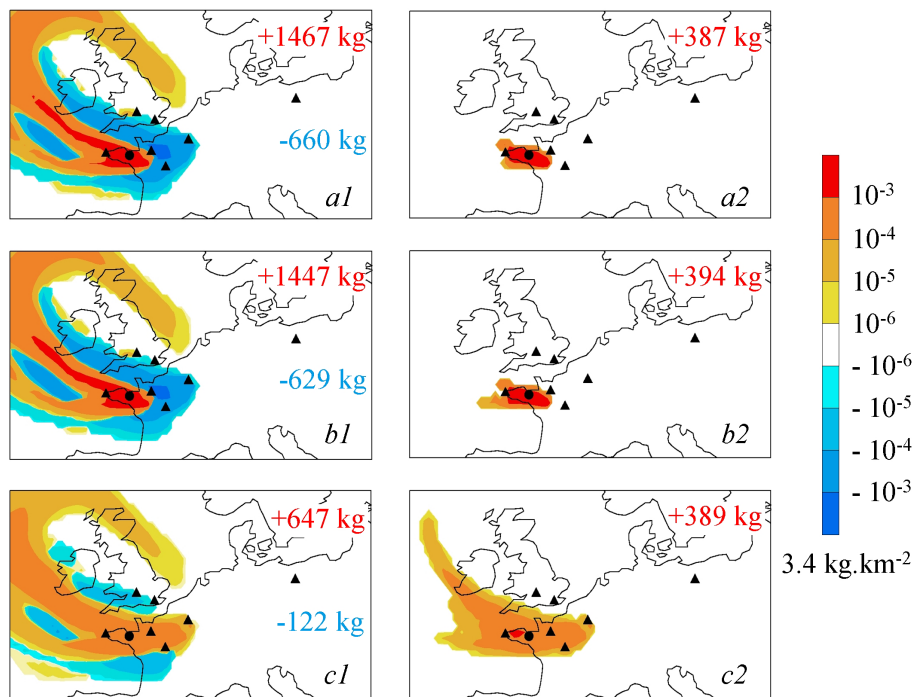 +1467 kg
-660 kg
a1
+387 kg
a2
+1447 kg
-629 kg
b1
+394 kg
b2
+647 kg
-122 kg
c1
+389 kg
c2
10⁻³
10⁻⁴
10⁻⁵
10⁻⁶
- 10⁻⁶
- 10⁻⁵
- 10⁻⁴
- 10⁻³
3.4 kg.km⁻²